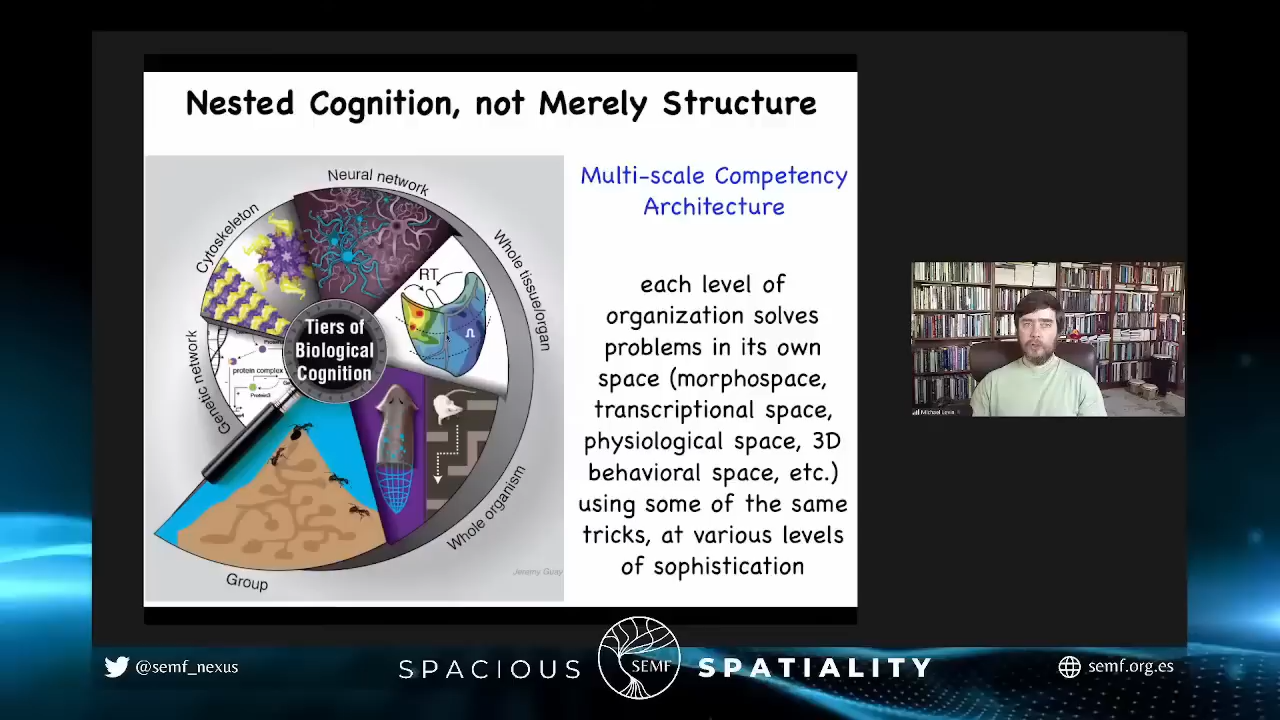 Nested Cognition, not Merely Structure
Neural network
Cytoskeleton
Whole tissue/organ
RT
Tiers of
Biological
Cognition
Genetic network
protein complex
Protein3
Whole organism
Group
Jeremy Guay
Multi-scale Competency
Architecture
each level of
organization solves
problems in its own
space (morphospace,
transcriptional space,
physiological space, 3D
behavioral space, etc.)
using some of the same
tricks, at various levels
of sophistication
Michael Levin
@semf_nexus
SPACIOUS
SEMF
SPATIALITY
semf.org.es